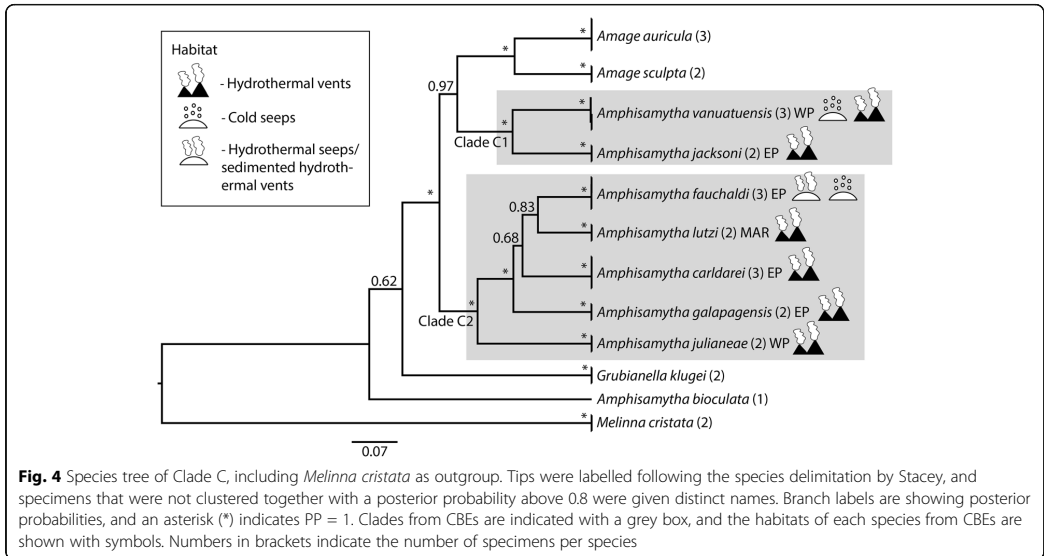 Habitat
- Hydrothermal vents
- Cold seeps
- Hydrothermal seeps/
sedimented hydroth-
ermal vents
* Amage auricula (3)
*
* Amage sculpta (2)
0.97
* Amphisamytha vanuatuensis (3) WP
*
Clade C1
* Amphisamytha jacksoni (2) EP
*
* Amphisamytha fauchaldi (3) EP
0.83
* Amphisamytha lutzi (2) MAR
0.68
* Amphisamytha carldarei (3) EP
*
0.62
* Amphisamytha galapagensis (2) EP
*
Clade C2
* Amphisamytha julianeae (2) WP
* Grubianella klugei (2)
Amphisamytha bioculata (1)
* Melinna cristata (2)
0.07
Fig. 4 Species tree of Clade C, including Melinna cristata as outgroup. Tips were labelled following the species delimitation by Stacey, and
specimens that were not clustered together with a posterior probability above 0.8 were given distinct names. Branch labels are showing posterior
probabilities, and an asterisk (*) indicates PP = 1. Clades from CBEs are indicated with a grey box, and the habitats of each species from CBEs are
shown with symbols. Numbers in brackets indicate the number of specimens per species